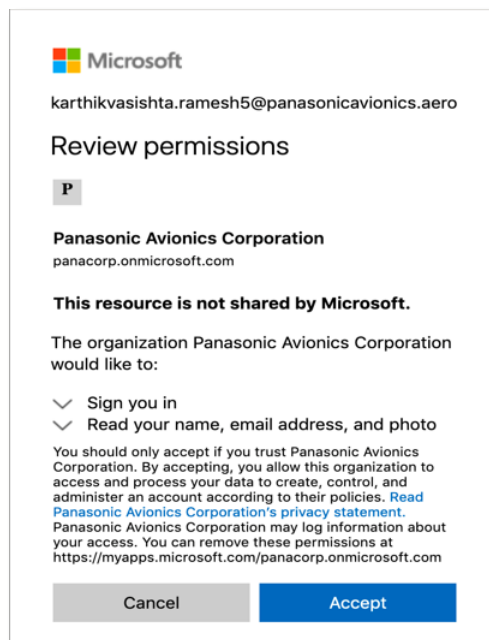 Microsoft
karthikvasishta.ramesh5@panasonicavionics.aero
Review permissions
P
Panasonic Avionics Corporation
panacorp.onmicrosoft.com
This resource is not shared by Microsoft.
The organization Panasonic Avionics Corporation
would like to:
Sign you in
Read your name, email address, and photo
You should only accept if you trust Panasonic Avionics
Corporation. By accepting, you allow this organization to
access and process your data to create, control, and
administer an account according to their policies. Read
Panasonic Avionics Corporation's privacy statement.
Panasonic Avionics Corporation may log information about
your access. You can remove these permissions at
https://myapps.microsoft.com/panacorp.onmicrosoft.com
Cancel
Accept